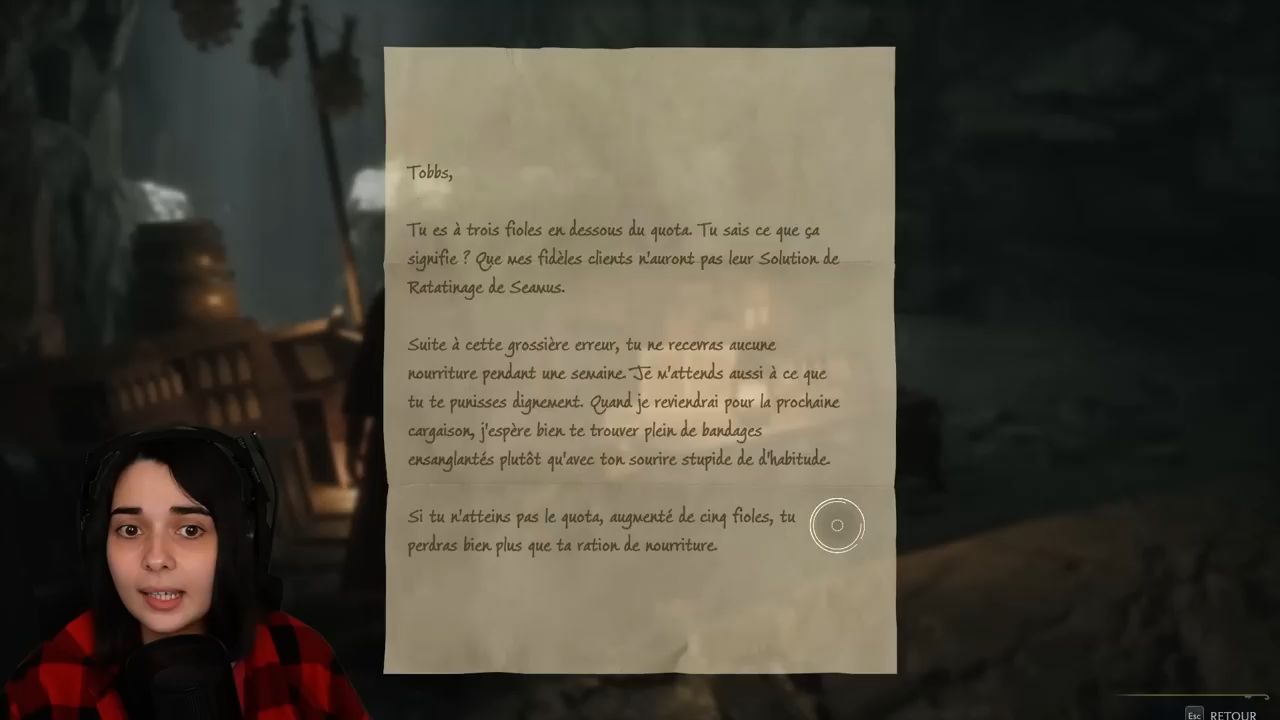 Tobbs,
Tu es à trois fioles en dessous du quota. Tu sais ce que ça
signifie ? Que mes fidèles clients n'auront pas leur Solution de
Ratatinage de Seamus.
Suite à cette grossière erreur, tu ne recevras aucune
nourriture pendant une semaine. Je m'attends aussi à ce que
tu te punisses dignement. Quand je reviendrai pour la prochaine
cargaison, j'espère bien te trouver plein de bandages
ensanglantés plutôt qu'avec ton sourire stupide de d'habitude.
Si tu n'atteins pas le quota, augmenté de cinq fioles, tu
perdras bien plus que ta ration de nourriture.
Esc RETOUR